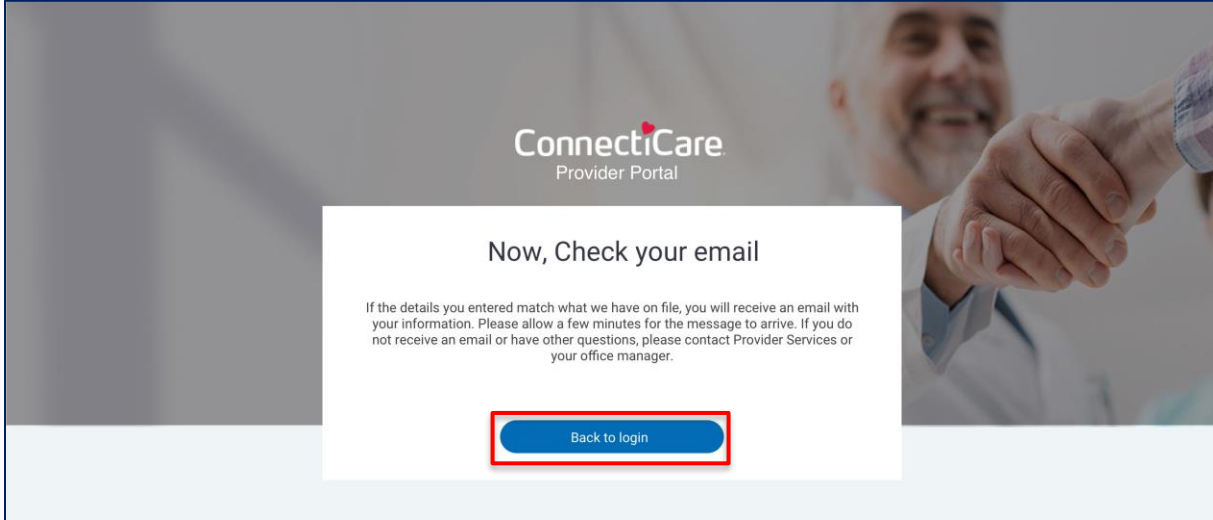 ConnectiCare.
Provider Portal
Now, Check your email
If the details you entered match what we have on file, you will receive an email with
your information. Please allow a few minutes for the message to arrive. If you do
not receive an email or have other questions, please contact Provider Services or
your office manager.
Back to login